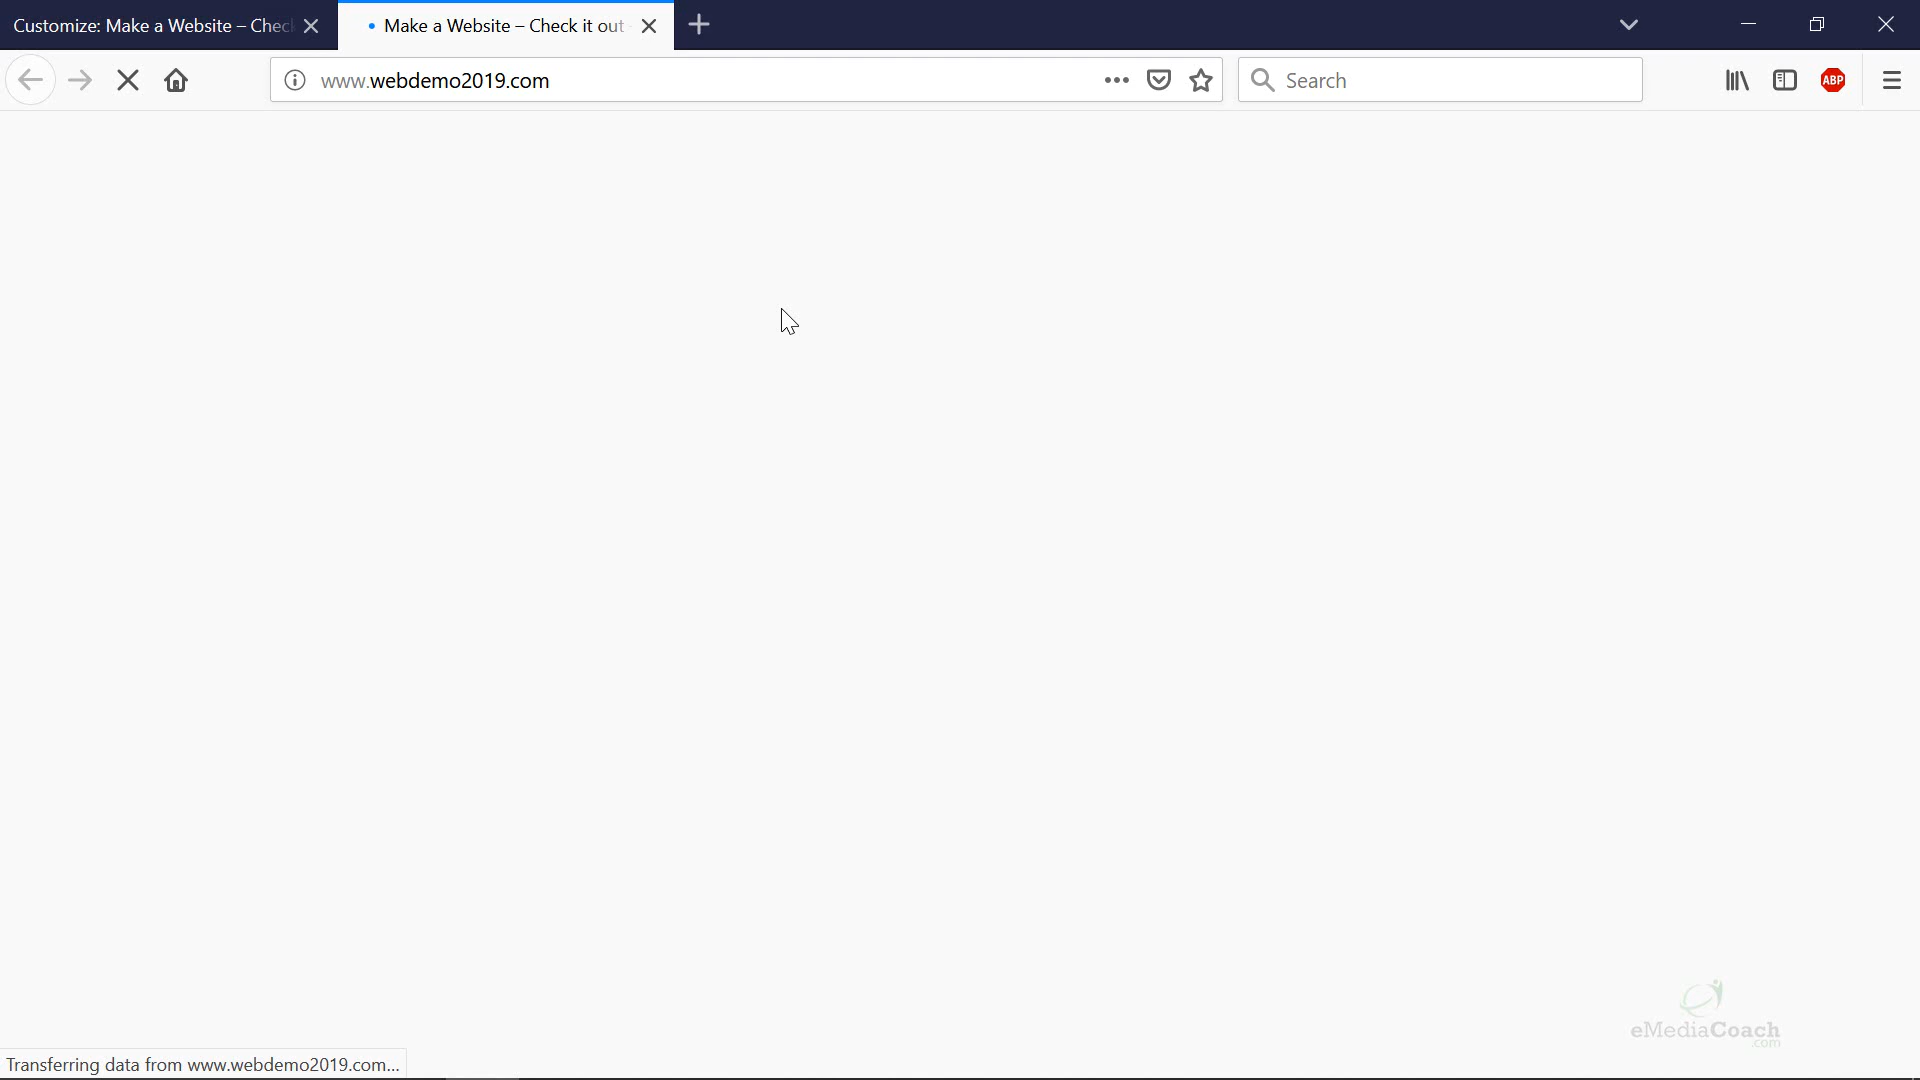 Customize: Make a Website – Chec
Make a Website – Check it out
www.webdemo2019.com
Search
ABP
eMediaCoach
.com
Transferring data from www.webdemo2019.com...